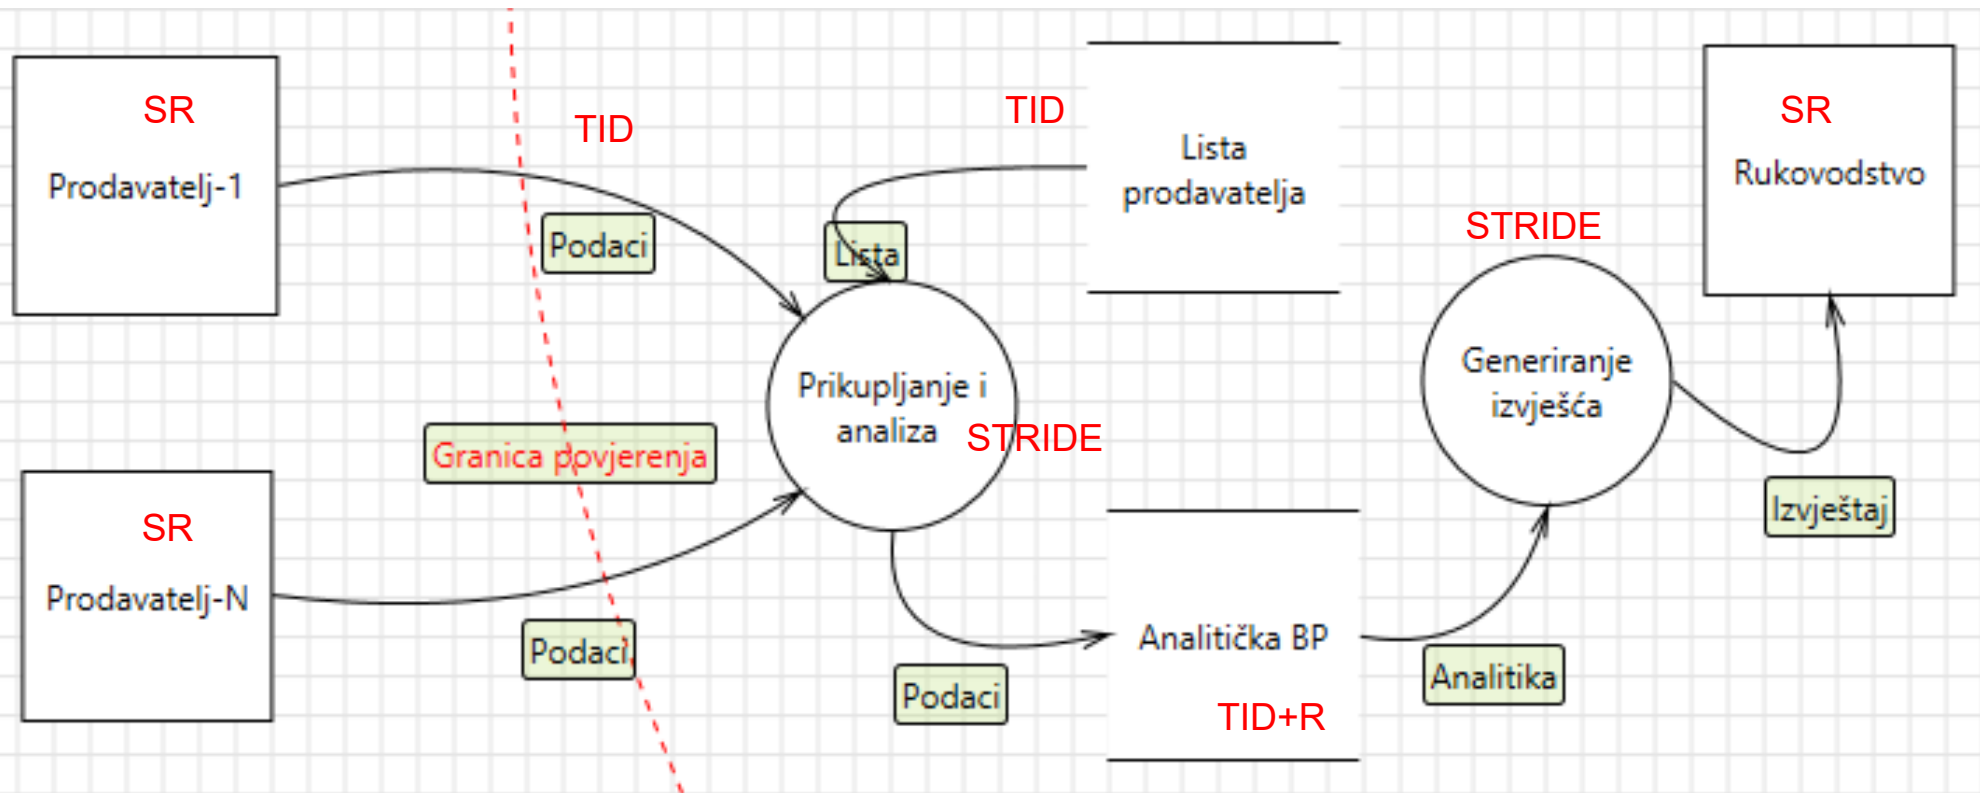 SR
Prodavatelj-1
TID
Podaci
TID
Lista
prodavatelja
Lista
SR
Rukovodstvo
STRIDE
Generiranje
izvješća
Prikupljanje i
analiza
STRIDE
Granica povjerenja
SR
Prodavatelj-N
Podaci
Podaci
Analitička BP
TID+R
Analitika
Izvještaj